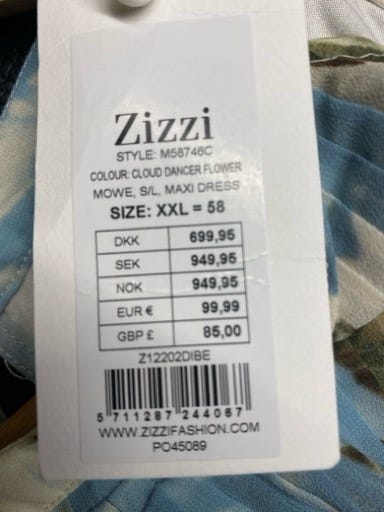 Zizzi
STYLE: M58746C
COLOUR: CLOUD DANCER FLOWER
MOWE, S/L, MAXI DRESS
SIZE: XXL = 58
DKK 699,95
SEK 949,95
NOK 949,95
EUR € 99,99
GBP £ 85,00
Z12202DIBE
5 711287 244067
WWW.ZIZZIFASHION.COM
PO45089